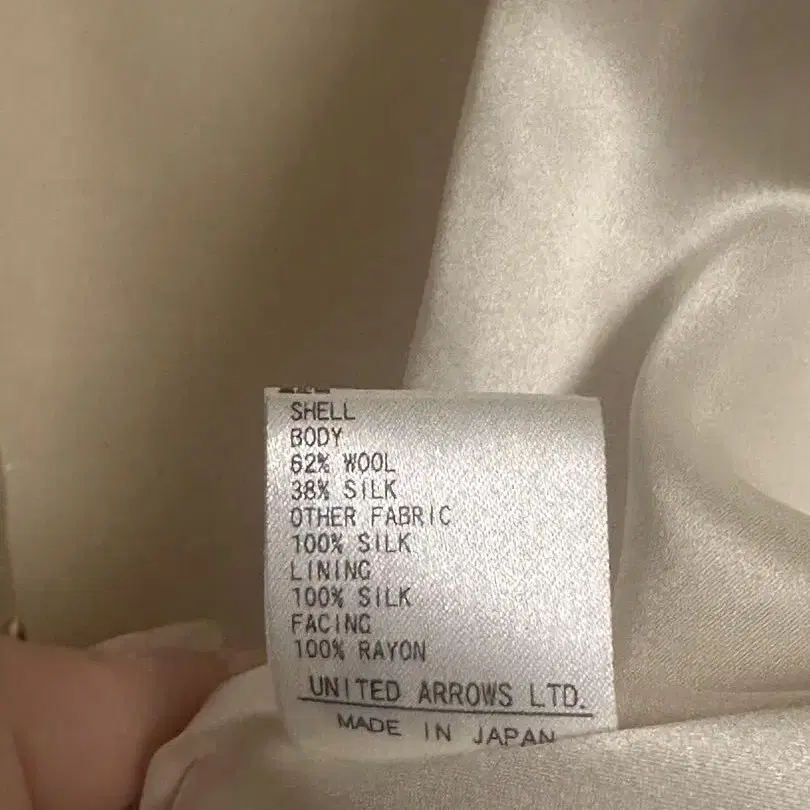 SHELL
BODY
62% WOOL
38% SILK
OTHER FABRIC
100% SILK
LINING
100% SILK
FACING
100% RAYON
UNITED ARROWS LTD.
MADE IN JAPAN